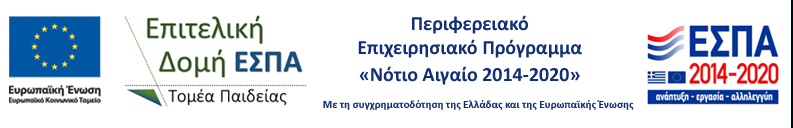 Ευρωπαϊκή Ένωση
Ευρωπαϊκό Κοινωνικό Ταμείο
Επιτελική
Δομή ΕΣΠΑ
Τομέα Παιδείας
Περιφερειακό
Επιχειρησιακό Πρόγραμμα
«Νότιο Αιγαίο 2014-2020»
Με τη συγχρηματοδότηση της Ελλάδας και της Ευρωπαϊκής Ένωσης
ΕΣΠΑ
2014-2020
ανάπτυξη - εργασία - αλληλεγγύη